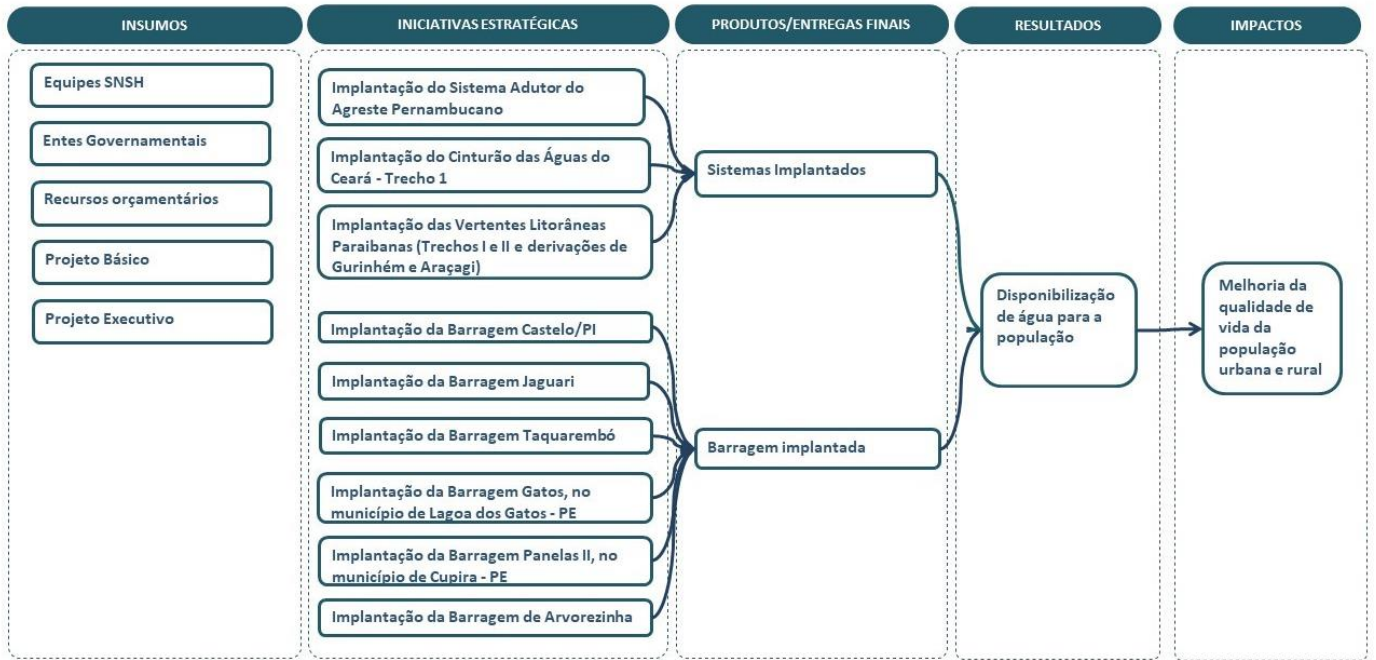 INSUMOS
INICIATIVAS ESTRATÉGICAS
PRODUTOS/ENTREGAS FINAIS
RESULTADOS
IMPACTOS
Equipes SNSH
Entes Governamentais
Recursos orçamentários
Projeto Básico
Projeto Executivo
Implantação do Sistema Adutor do
Agreste Pernambucano
Implantação do Cinturão das Águas do
Ceará - Trecho 1
Implantação das Vertentes Litorâneas
Paraibanas (Trechos I e II e derivações de
Gurinhém e Araçagi)
Implantação da Barragem Castelo/PI
Implantação da Barragem Jaguari
Implantação da Barragem Taquarembó
Implantação da Barragem Gatos, no
município de Lagoa dos Gatos - PE
Implantação da Barragem Panelas II, no
município de Cupira - PE
Implantação da Barragem de Arvorezinha
Sistemas Implantados
Barragem implantada
Disponibilização
de água para a
população
Melhoria da
qualidade de
vida da
população
urbana e rural